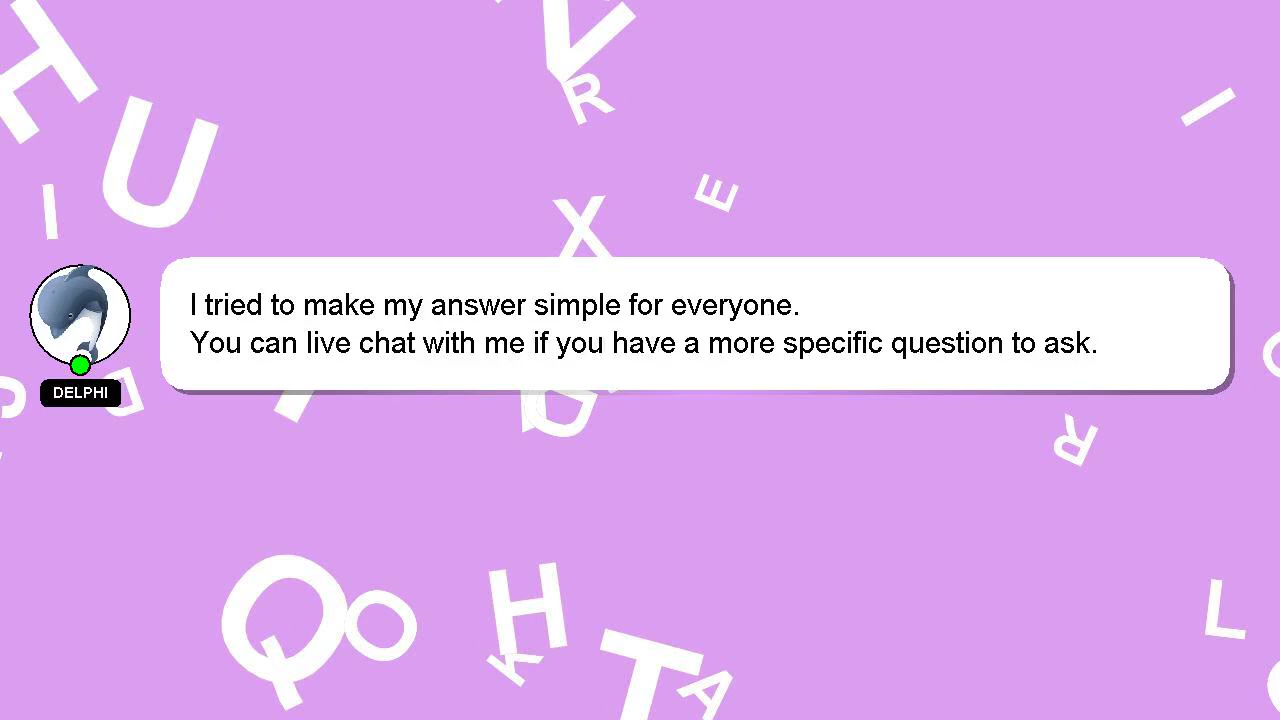 H
U
V
R
I
I
E
X
I tried to make my answer simple for everyone.
You can live chat with me if you have a more specific question to ask.
DELPHI
D
R
Q
O
H
K
T
A
L